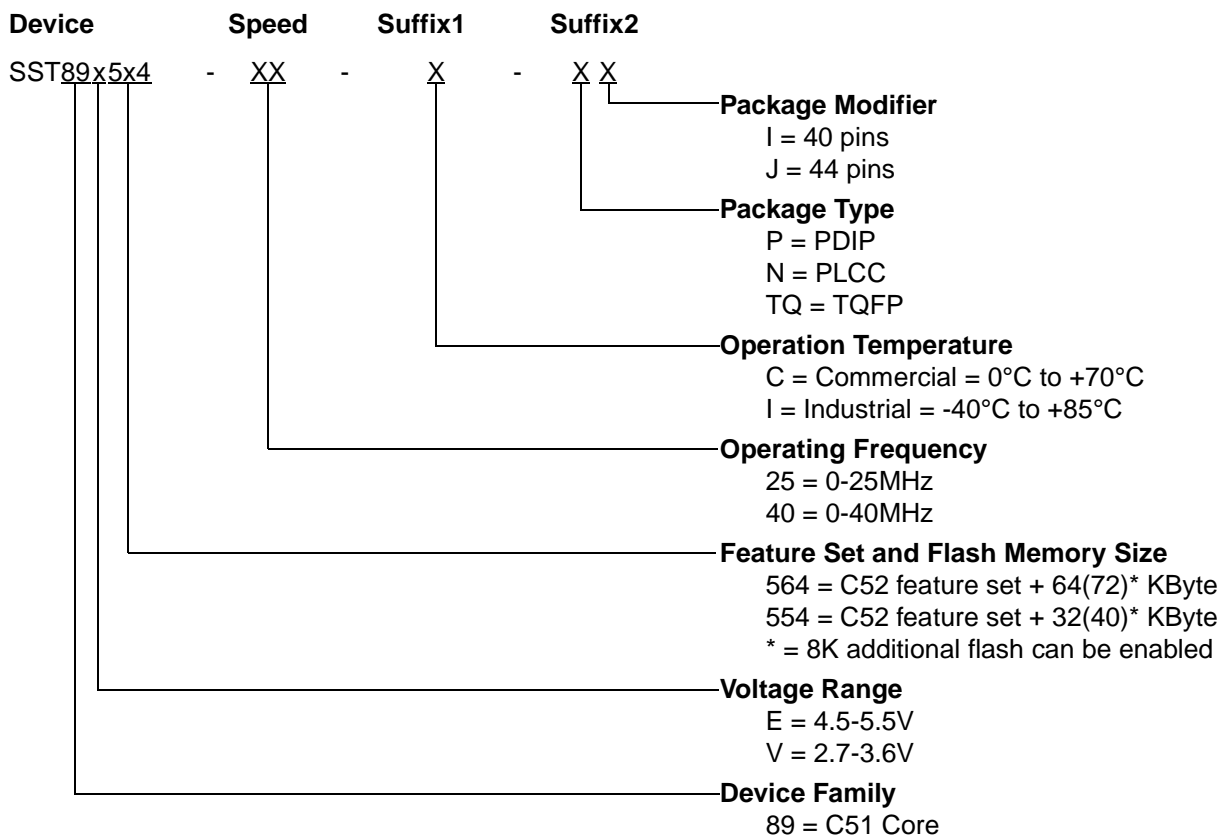 Device Speed Suffix1 Suffix2
SST89x5x4 - XX - X - X X
Package Modifier
I = 40 pins
J = 44 pins
Package Type
P = PDIP
N = PLCC
TQ = TQFP
Operation Temperature
C = Commercial = 0°C to +70°C
I = Industrial = -40°C to +85°C
Operating Frequency
25 = 0-25MHz
40 = 0-40MHz
Feature Set and Flash Memory Size
564 = C52 feature set + 64(72)* KByte
554 = C52 feature set + 32(40)* KByte
* = 8K additional flash can be enabled
Voltage Range
E = 4.5-5.5V
V = 2.7-3.6V
Device Family
89 = C51 Core